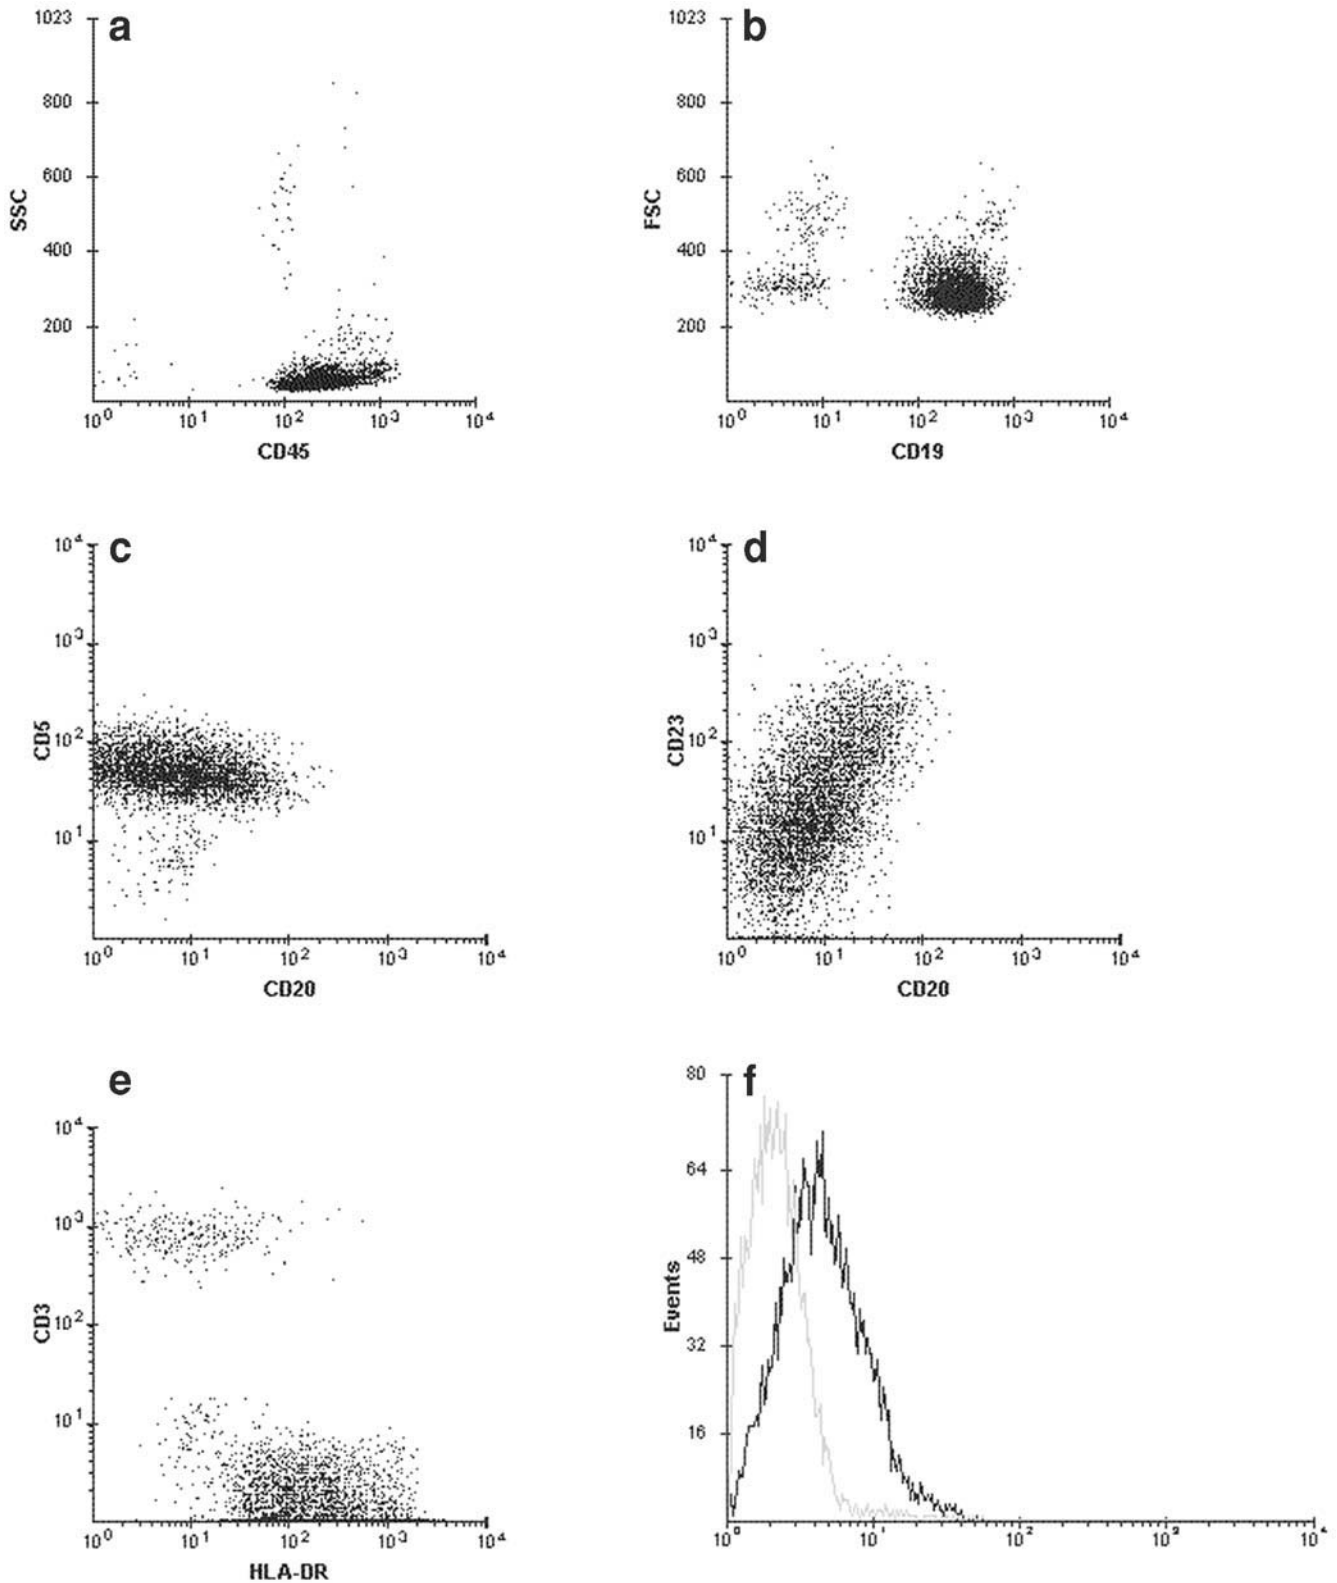 a
1023
800
600
400
200
SSC
10⁰ 10¹ 10² 10³ 10⁴
CD45
b
1023
800
600
400
200
FSC
10⁰ 10¹ 10² 10³ 10⁴
CD19
c
10⁴
10³
10²
10¹
CD5
10⁰ 10¹ 10² 10³ 10⁴
CD20
d
10⁴
10³
10²
10¹
CD23
10⁰ 10¹ 10² 10³ 10⁴
CD20
e
10⁴
10³
10²
10¹
CD3
10⁰ 10¹ 10² 10³ 10⁴
HLA-DR
f
80
64
48
32
16
Events
10⁰ 10¹ 10² 10³ 10⁴